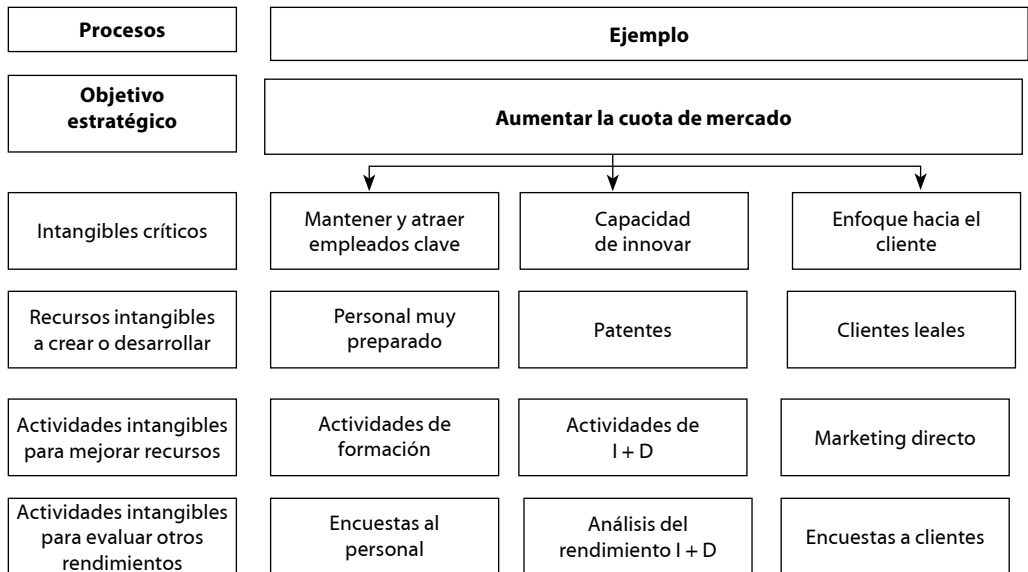 Procesos
Ejemplo
Objetivo
estratégico
Aumentar la cuota de mercado
Intangibles críticos
Mantener y atraer
empleados clave
Capacidad
de innovar
Enfoque hacia el
cliente
Recursos intangibles
a crear o desarrollar
Personal muy
preparado
Patentes
Clientes leales
Actividades intangibles
para mejorar recursos
Actividades de
formación
Actividades de
I + D
Marketing directo
Actividades intangibles
para evaluar otros
rendimientos
Encuestas al
personal
Análisis del
rendimiento I + D
Encuestas a clientes